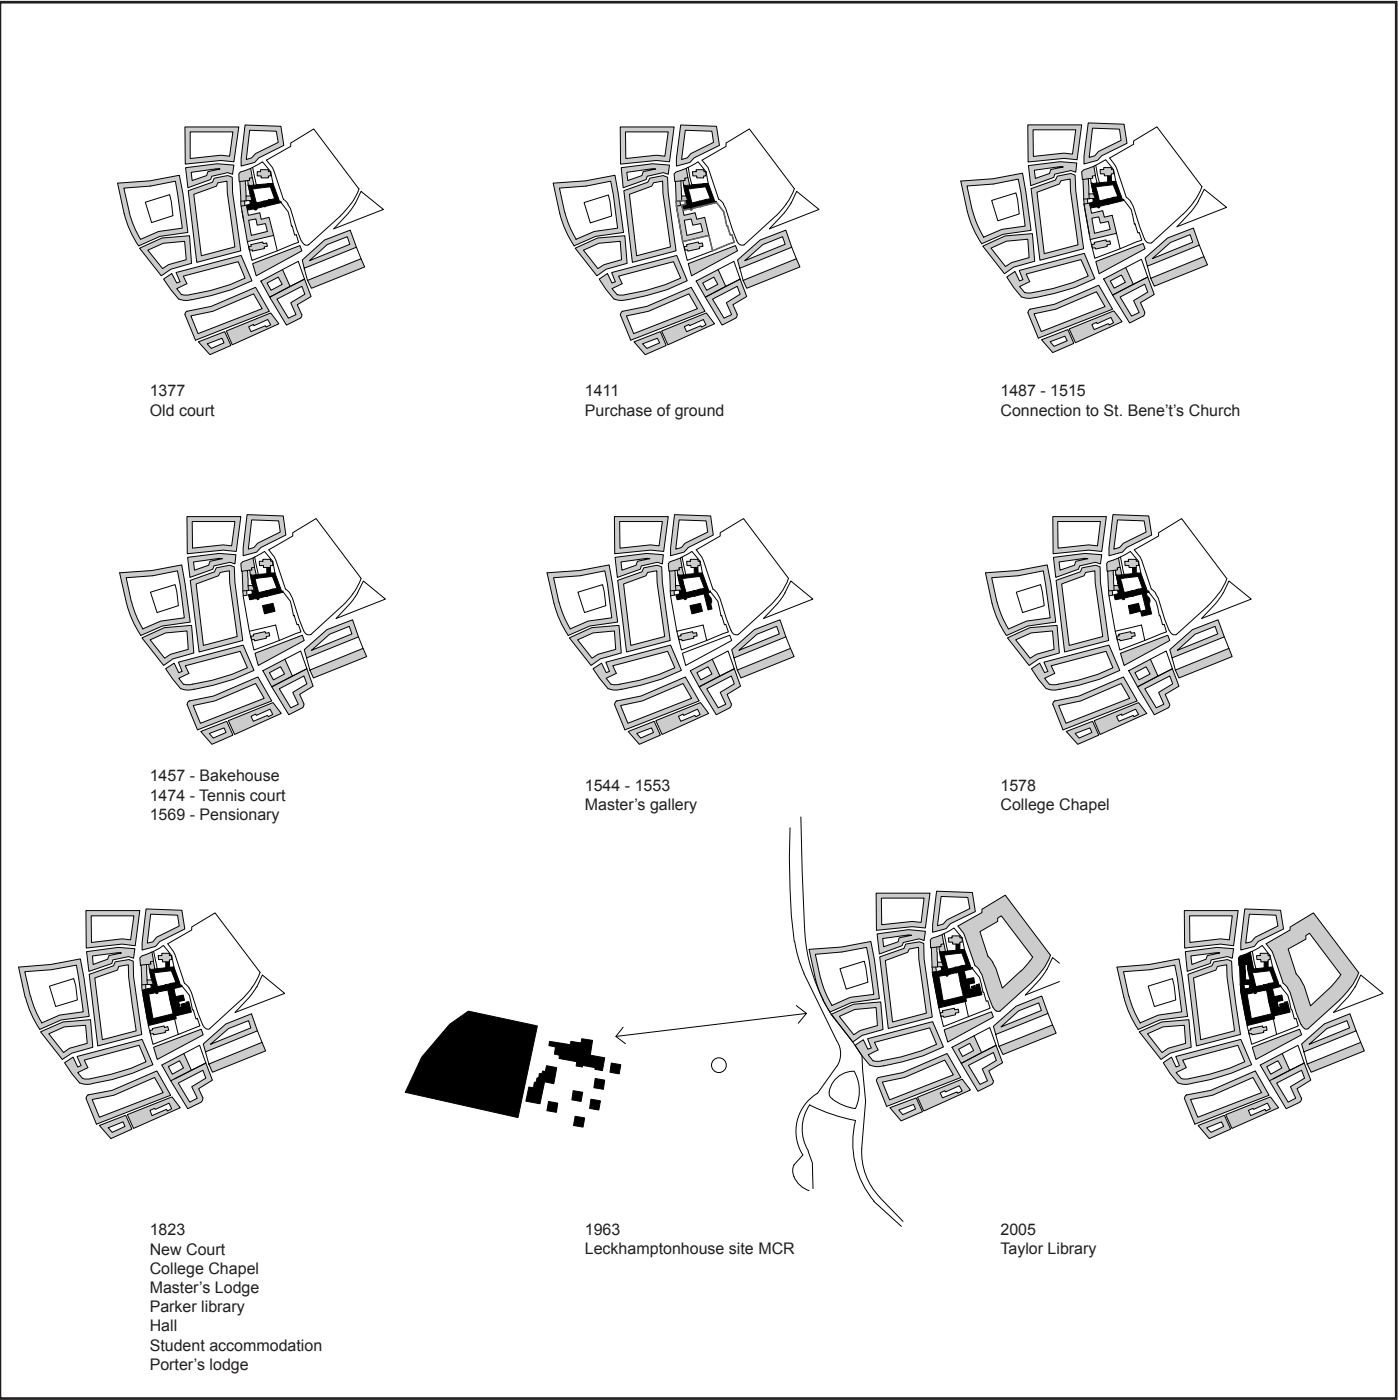 1377
Old court
1411
Purchase of ground
1487 - 1515
Connection to St. Bene't's Church
1457 - Bakehouse
1474 - Tennis court
1569 - Pensionary
1544 - 1553
Master's gallery
1578
College Chapel
1823
New Court
College Chapel
Master's Lodge
Parker library
Hall
Student accommodation
Porter's lodge
1963
Leckhamptonhouse site MCR
2005
Taylor Library